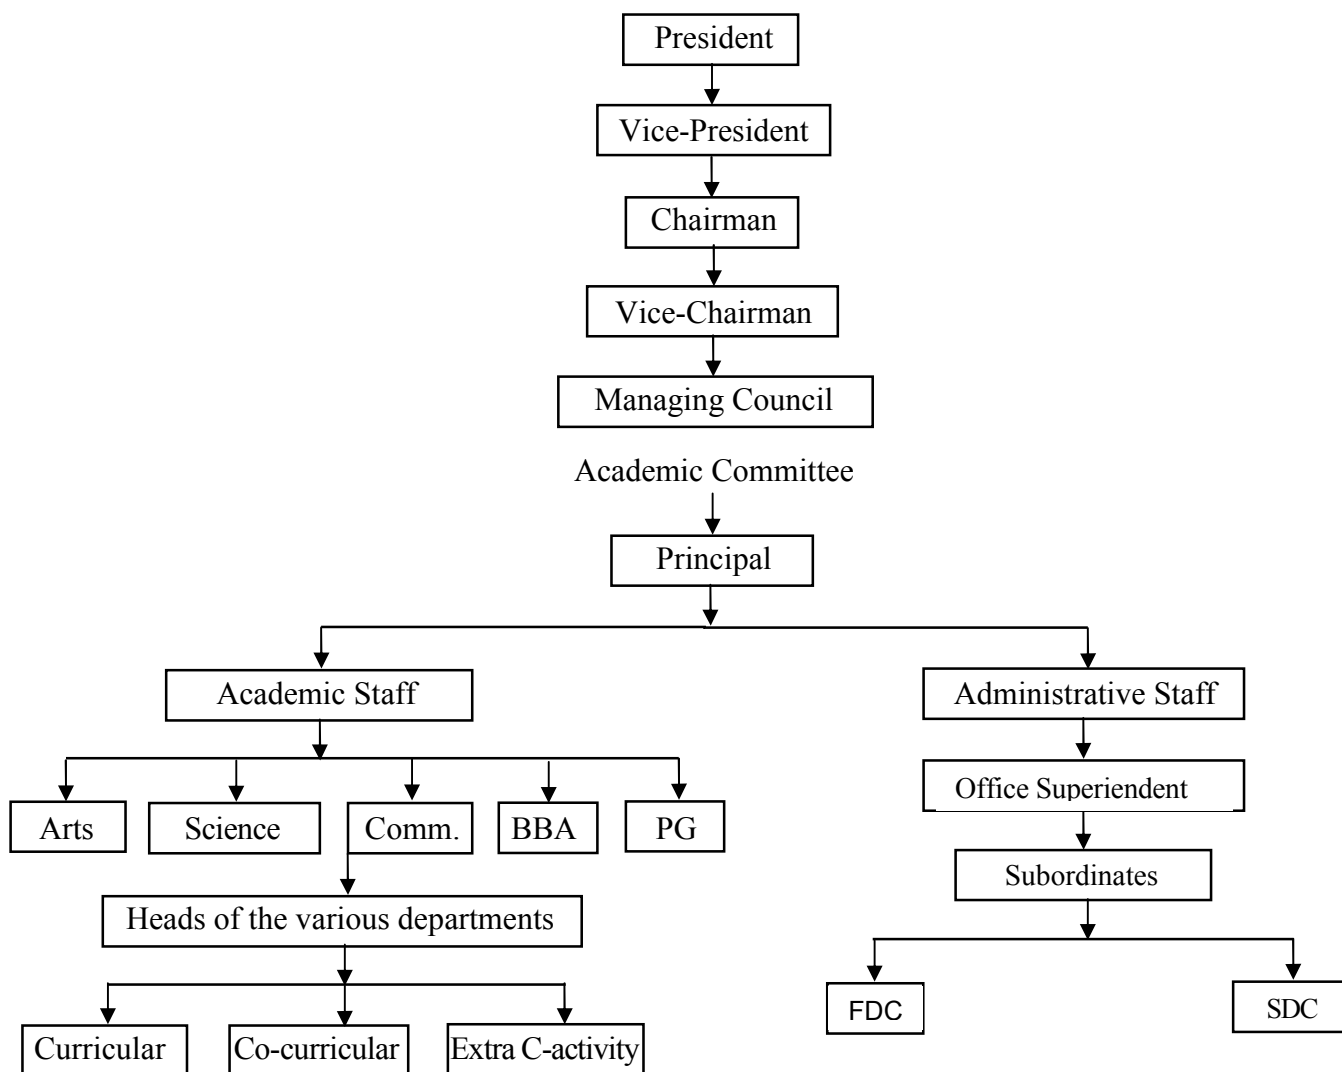 President
Vice-President
Chairman
Vice-Chairman
Managing Council
Academic Committee
Principal
Academic Staff
Administrative Staff
Office Superiendent
Arts
Science
Comm.
BBA
PG
Subordinates
Heads of the various departments
FDC
SDC
Curricular
Co-curricular
Extra C-activity